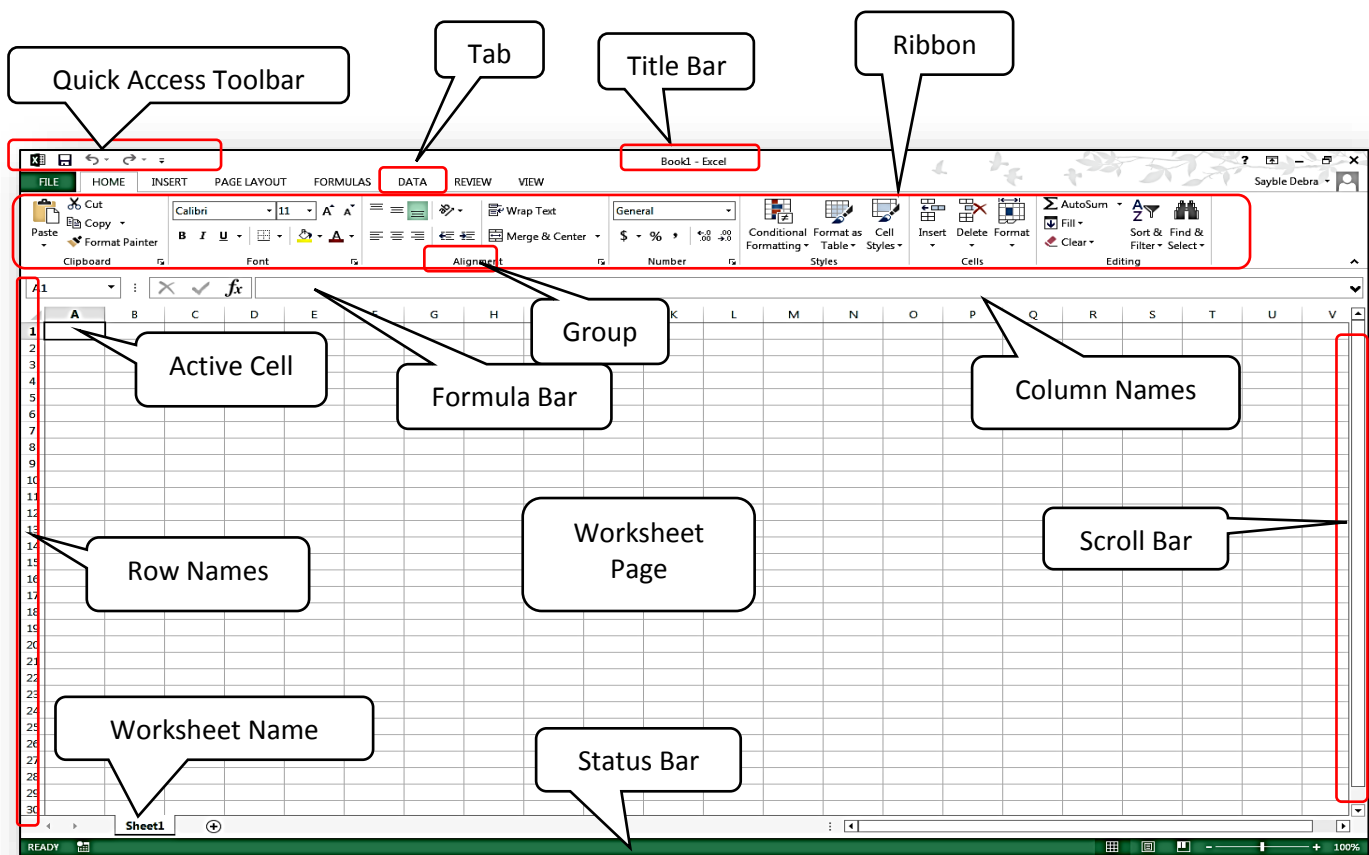 Quick Access Toolbar
Tab
Title Bar
Ribbon
Book1 - Excel
?
FILE HOME INSERT PAGE LAYOUT FORMULAS DATA REVIEW VIEW
Sayble Debra
Paste
Cut
Copy
Format Painter
Clipboard
Calibri 11 A A
B I U A
Font
Wrap Text
Merge & Center
Alignment
General
$ % , .0 .00 .00 .0
Number
Conditional Formatting
Format as Table
Cell Styles
Styles
Insert Delete Format
Cells
AutoSum
Fill
Clear
Sort & Filter
Find & Select
Editing
A1 fx
A B C D E F G H K L M N O P Q R S T U V
1
2
3
4
5
6
7
8
9
10
11
12
13
14
15
16
17
18
19
20
21
22
23
24
25
26
27
28
29
30
Group
Active Cell
Formula Bar
Column Names
Worksheet
Page
Scroll Bar
Row Names
Worksheet Name
Status Bar
Sheet1
READY
100%